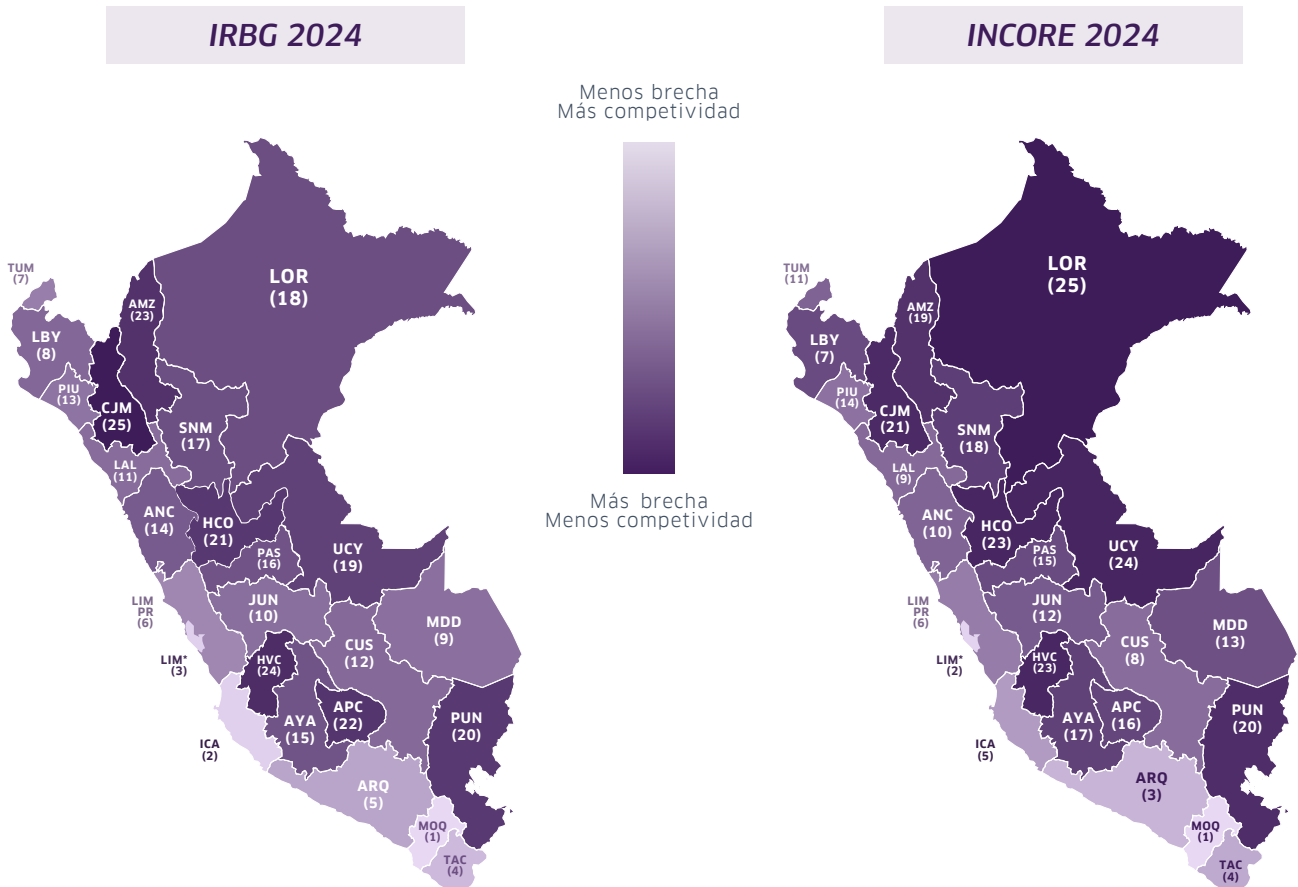 IRBG 2024
INCORE 2024
Menos brecha
Más competividad
Más brecha
Menos competividad
TUM
(7)
LBY
(8)
PIU
(13)
AMZ
(23)
LOR
(18)
CJM
(25)
SNM
(17)
LAL
(11)
ANC
(14)
HCO
(21)
PAS
(16)
UCY
(19)
LIM
PR
(6)
JUN
(10)
MDD
(9)
CUS
(12)
LIM*
(3)
HVC
(24)
APC
(22)
AYA
(15)
PUN
(20)
ICA
(2)
ARQ
(5)
MOQ
(1)
TAC
(4)
TUM
(11)
LBY
(7)
PIU
(14)
AMZ
(19)
LOR
(25)
CJM
(21)
SNM
(18)
LAL
(9)
ANC
(10)
HCO
(23)
PAS
(15)
UCY
(24)
LIM
PR
(6)
JUN
(12)
MDD
(13)
CUS
(8)
LIM*
(2)
HVC
(23)
APC
(16)
AYA
(17)
PUN
(20)
ICA
(5)
ARQ
(3)
MOQ
(1)
TAC
(4)